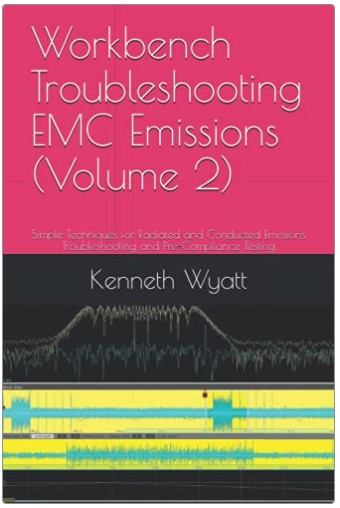 Workbench
Troubleshooting
EMC Emissions
(Volume 2)
Simple Techniques for Radiated and Conducted Emissions
Troubleshooting and Pre-Compliance Testing
Kenneth Wyatt